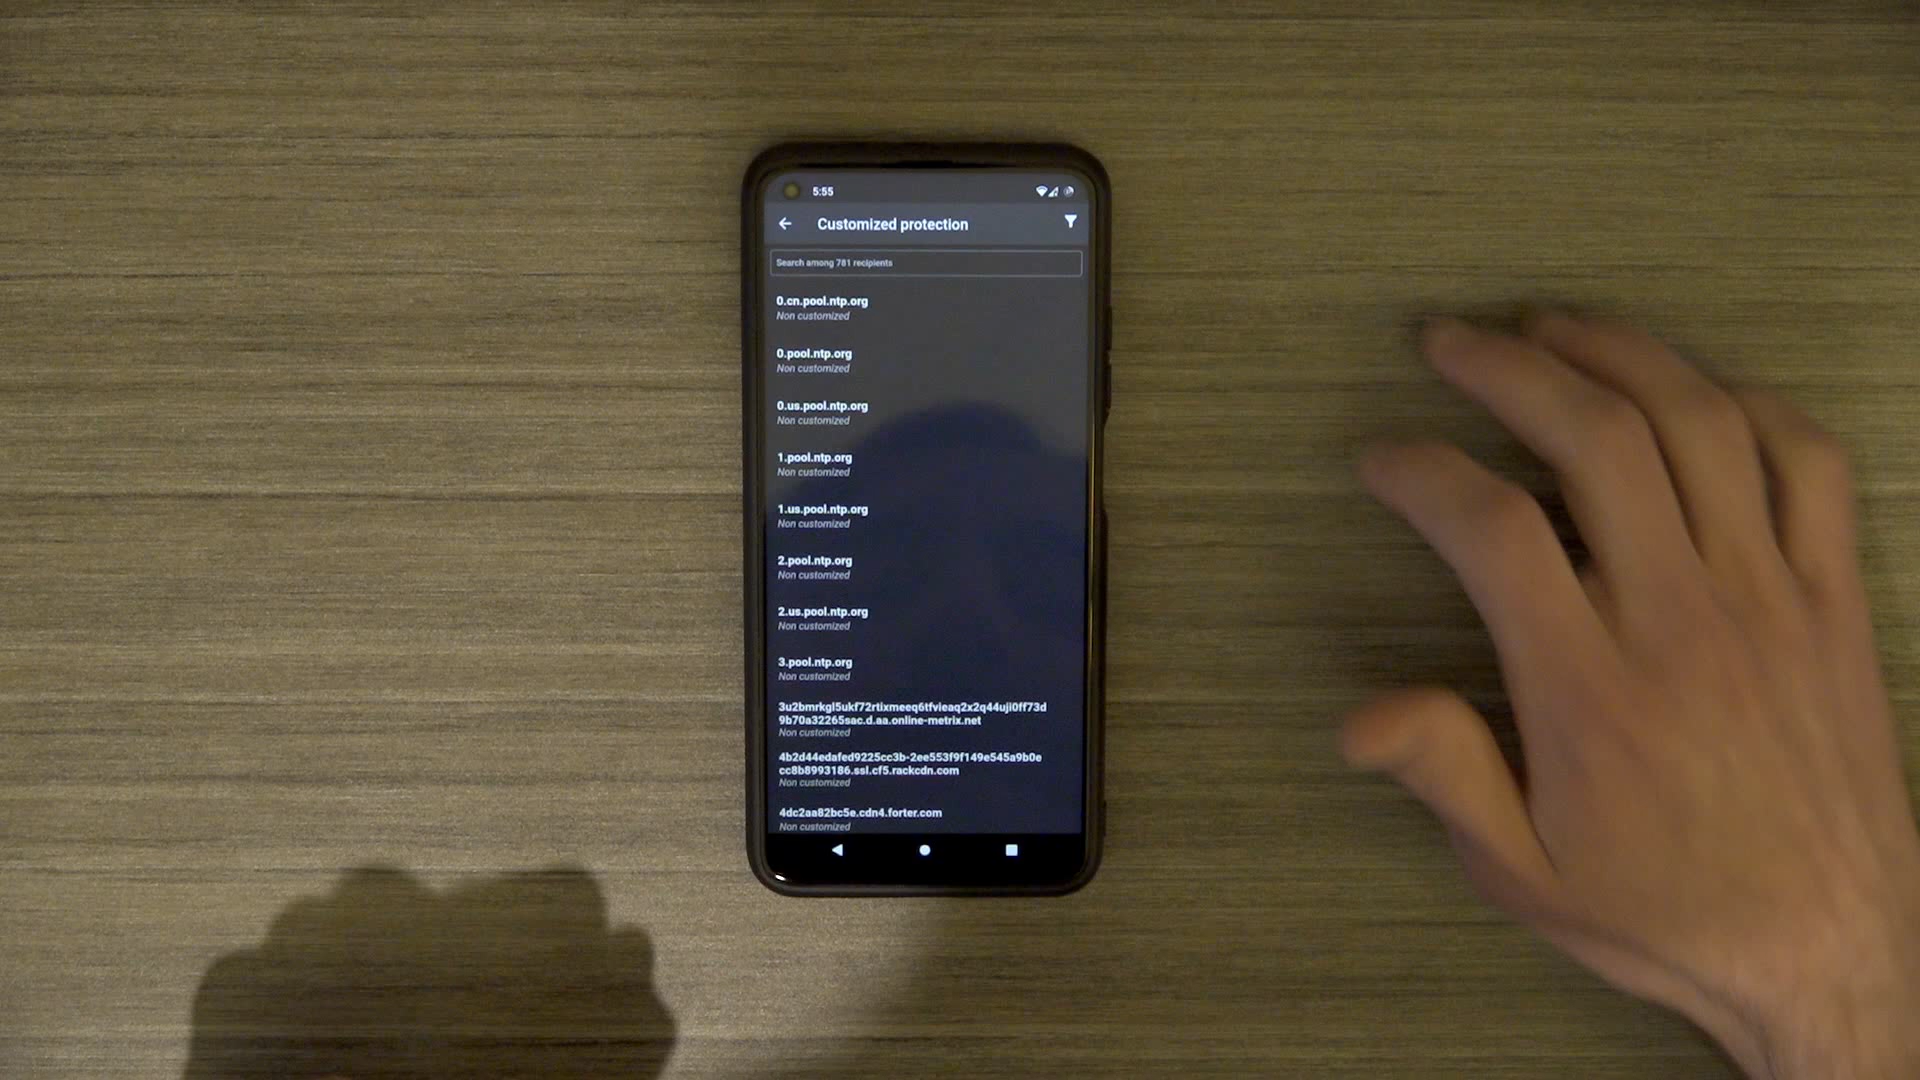 5:55
Customized protection
Search among 781 recipients
0.cn.pool.ntp.org
Non customized
0.pool.ntp.org
Non customized
0.us.pool.ntp.org
Non customized
1.pool.ntp.org
Non customized
1.us.pool.ntp.org
Non customized
2.pool.ntp.org
Non customized
2.us.pool.ntp.org
Non customized
3.pool.ntp.org
Non customized
3u2bmrkgl5ukf72rtixmeeq6tfvieaq2x2q44uji0ff73d
9b70a32265sac.d.aa.online-metrix.net
Non customized
4b2d44edafed9225cc3b-2ee553f9f149e545a9b0e
cc8b8993186.ssl.cf5.rackcdn.com
Non customized
4dc2aa82bc5e.cdn4.forter.com
Non customized